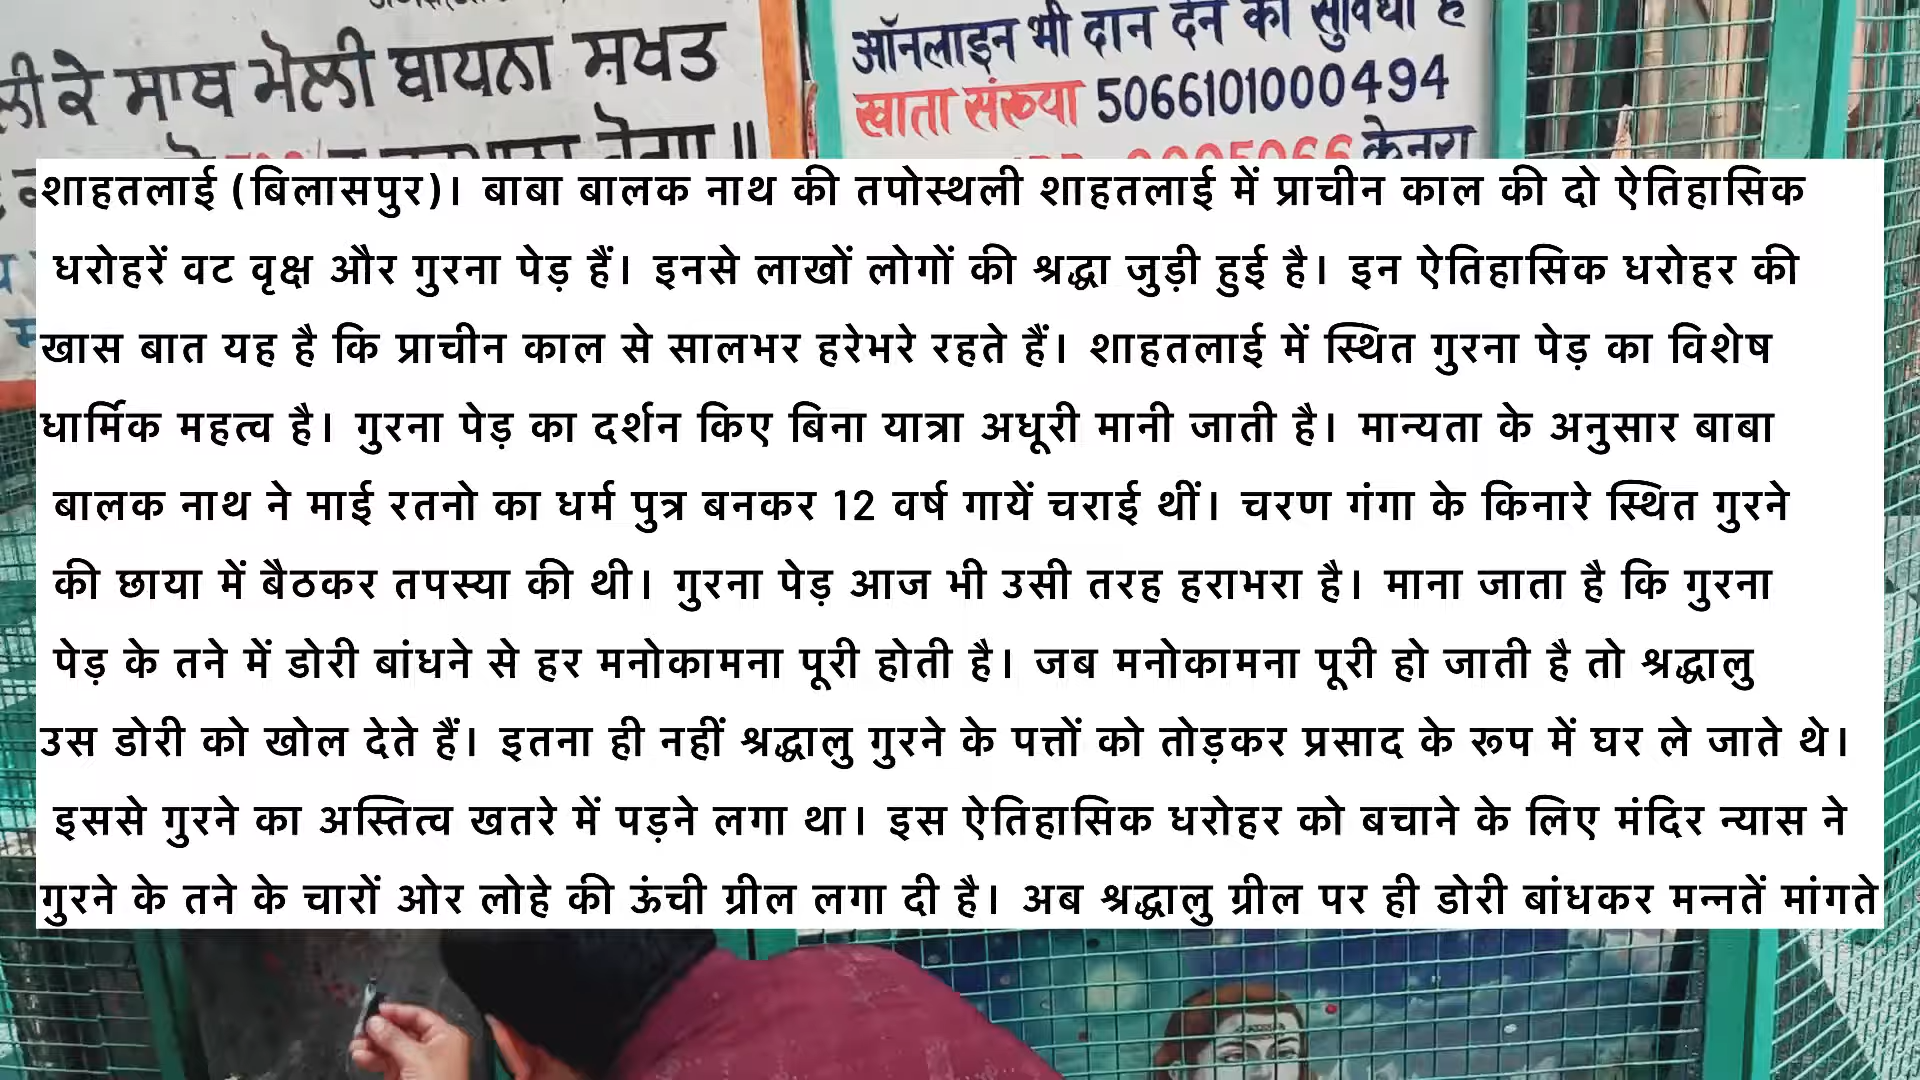 ਲੀ ਕੇ ਸਾਥ ਮੋਲੀ ਬਾਧਨਾ ਸਖਤ
ऑनलाइन भी दान देने की सुविधा है
खाता संख्या 5066101000494
केनरा
शाहतलाई (बिलासपुर)। बाबा बालक नाथ की तपोस्थली शाहतलाई में प्राचीन काल की दो ऐतिहासिक
धरोहरें वट वृक्ष और गुरना पेड़ हैं। इनसे लाखों लोगों की श्रद्धा जुड़ी हुई है। इन ऐतिहासिक धरोहर की
खास बात यह है कि प्राचीन काल से सालभर हरेभरे रहते हैं। शाहतलाई में स्थित गुरना पेड़ का विशेष
धार्मिक महत्व है। गुरना पेड़ का दर्शन किए बिना यात्रा अधूरी मानी जाती है। मान्यता के अनुसार बाबा
बालक नाथ ने माई रतनो का धर्म पुत्र बनकर 12 वर्ष गायें चराई थीं। चरण गंगा के किनारे स्थित गुरने
की छाया में बैठकर तपस्या की थी। गुरना पेड़ आज भी उसी तरह हराभरा है। माना जाता है कि गुरना
पेड़ के तने में डोरी बांधने से हर मनोकामना पूरी होती है। जब मनोकामना पूरी हो जाती है तो श्रद्धालु
उस डोरी को खोल देते हैं। इतना ही नहीं श्रद्धालु गुरने के पत्तों को तोड़कर प्रसाद के रूप में घर ले जाते थे।
इससे गुरने का अस्तित्व खतरे में पड़ने लगा था। इस ऐतिहासिक धरोहर को बचाने के लिए मंदिर न्यास ने
गुरने के तने के चारों ओर लोहे की ऊंची ग्रील लगा दी है। अब श्रद्धालु ग्रील पर ही डोरी बांधकर मन्नतें मांगते